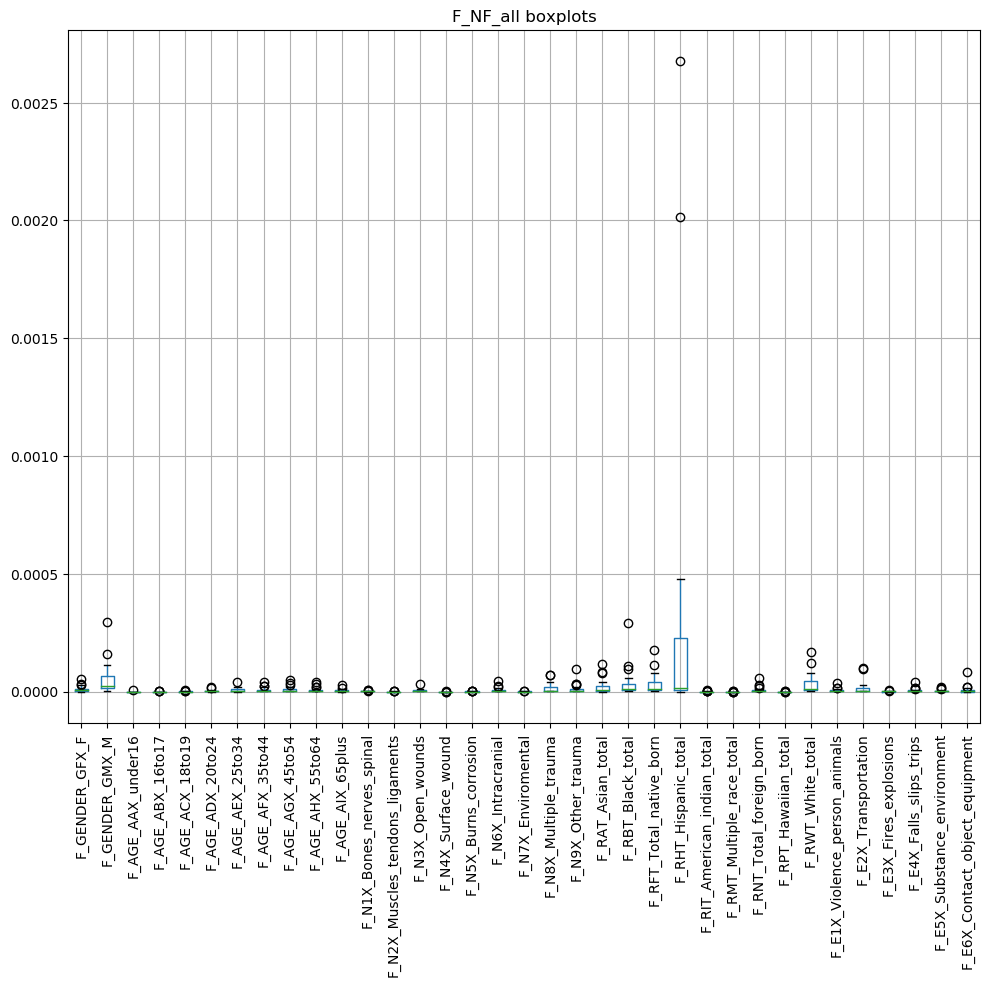 F_NF_all boxplots
0.0025
0.0020
0.0015
0.0010
0.0005
0.0000
F_GENDER_GFX_F
F_GENDER_GMX_M
F_AGE_AAX_under16
F_AGE_ABX_16to17
F_AGE_ACX_18to19
F_AGE_ADX_20to24
F_AGE_AEX_25to34
F_AGE_AFX_35to44
F_AGE_AGX_45to54
F_AGE_AHX_55to64
F_AGE_AIX_65plus
F_N1X_Bones_nerves_spinal
F_N2X_Muscles_tendons_ligaments
F_N3X_Open_wounds
F_N4X_Surface_wound
F_N5X_Burns_corrosion
F_N6X_Intracranial
F_N7X_Enviromental
F_N8X_Multiple_trauma
F_N9X_Other_trauma
F_RAT_Asian_total
F_RBT_Black_total
F_RFT_Total_native_born
F_RHT_Hispanic_total
F_RIT_American_indian_total
F_RMT_Multiple_race_total
F_RNT_Total_foreign_born
F_RPT_Hawaiian_total
F_RWT_White_total
F_E1X_Violence_person_animals
F_E2X_Transportation
F_E3X_Fires_explosions
F_E4X_Falls_slips_trips
F_E5X_Substance_environment
F_E6X_Contact_object_equipment